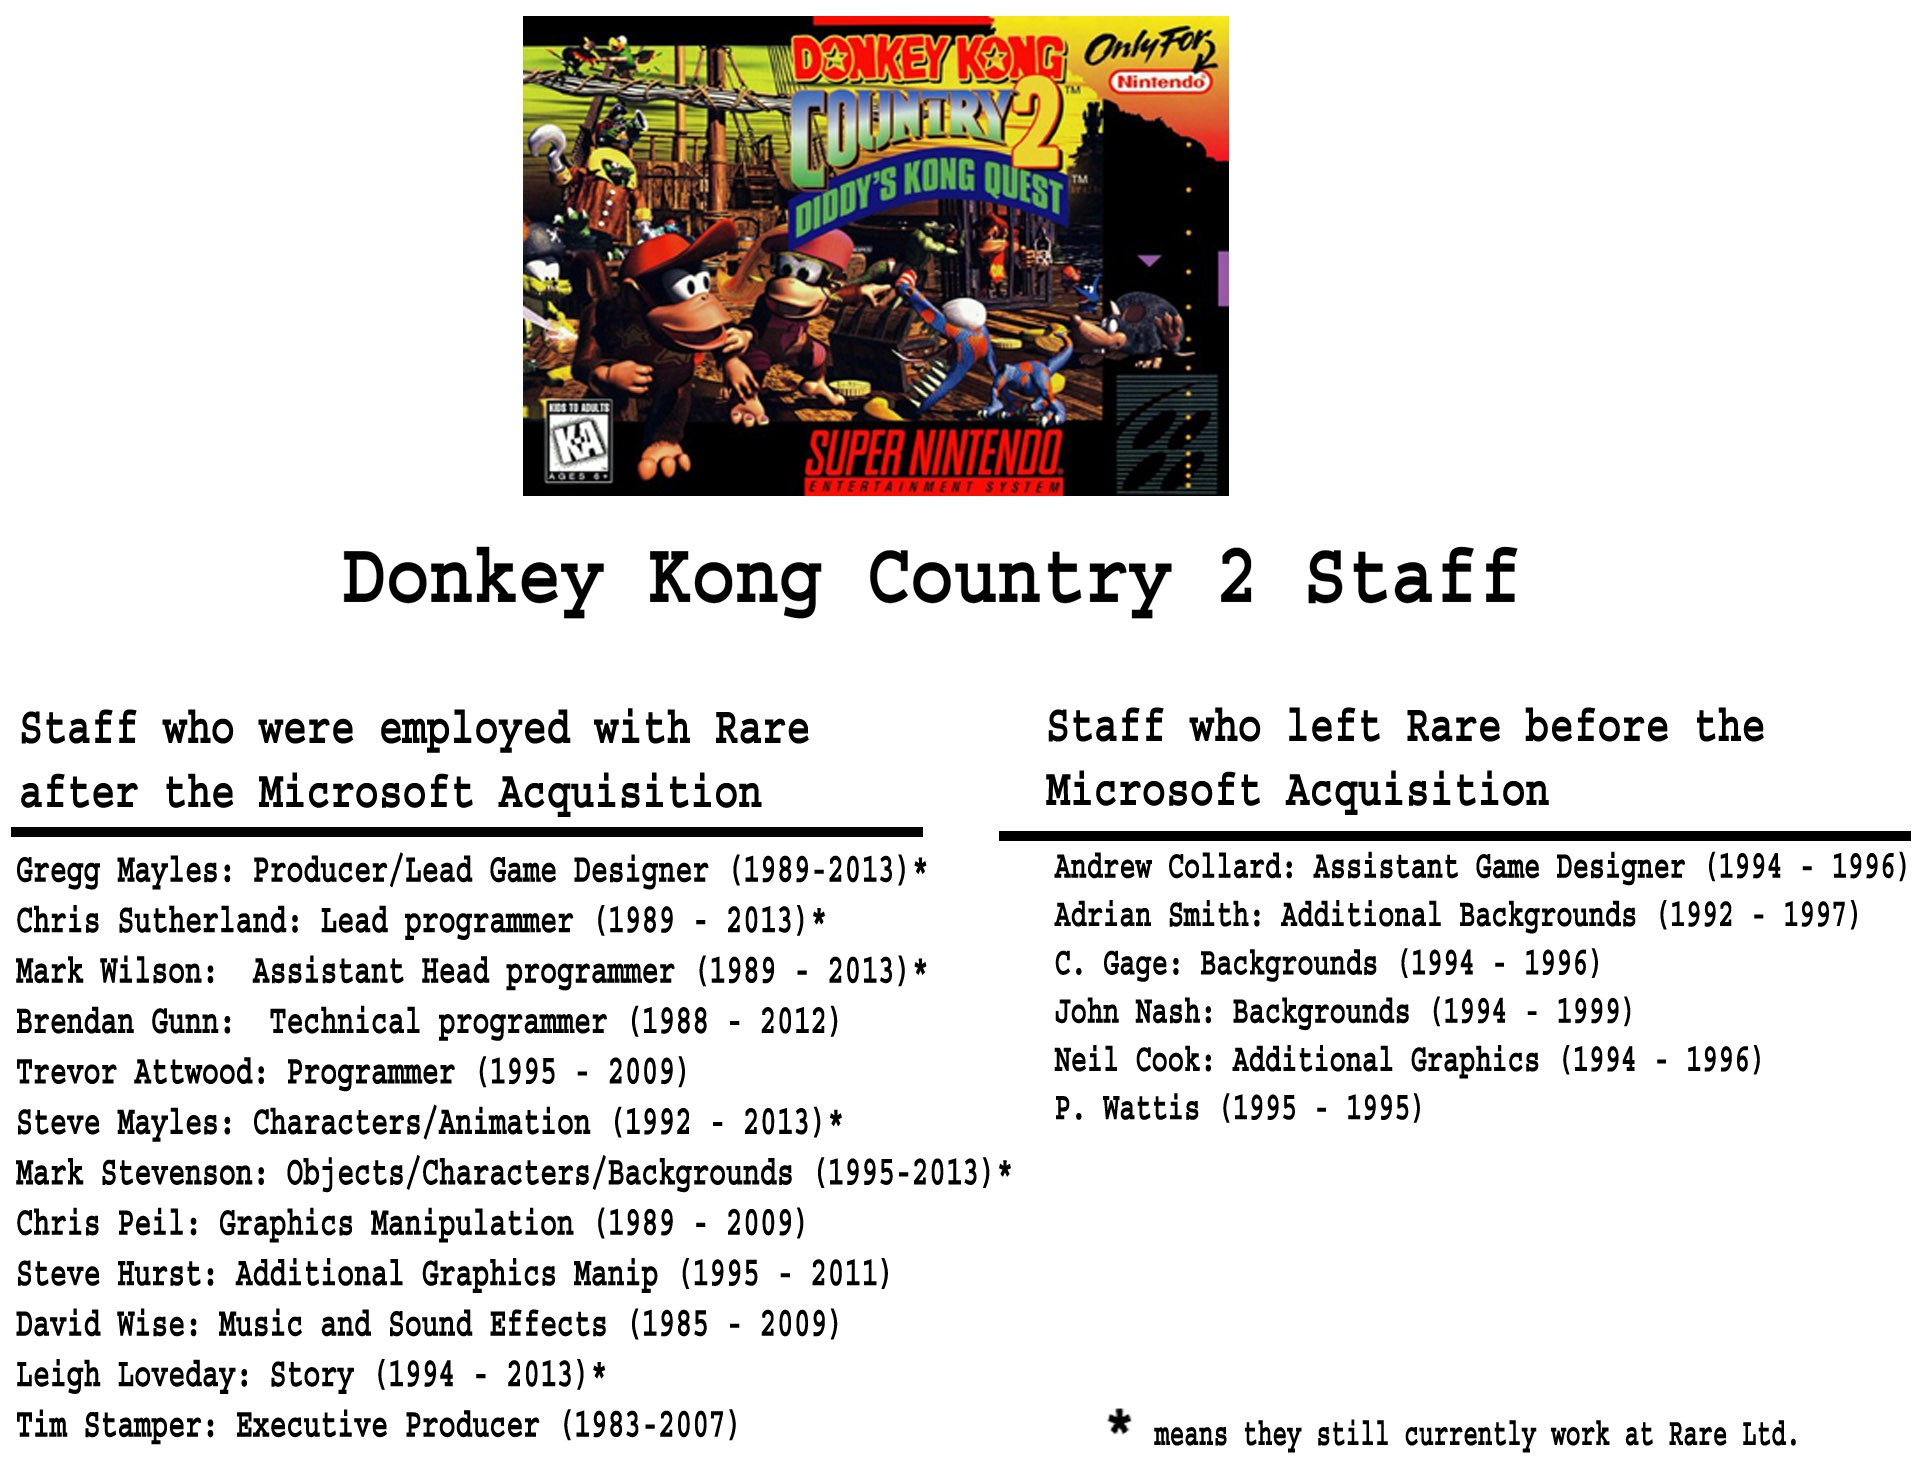 DONKEY KONG
COUNTRY 2 ™
DIDDY'S KONG QUEST ™
Only For
Nintendo
KIDS TO ADULTS
K-A
AGES 6+
SUPER NINTENDO
ENTERTAINMENT SYSTEM
Donkey Kong Country 2 Staff
Staff who were employed with Rare
after the Microsoft Acquisition
Gregg Mayles: Producer/Lead Game Designer (1989-2013)*
Chris Sutherland: Lead programmer (1989 - 2013)*
Mark Wilson:  Assistant Head programmer (1989 - 2013)*
Brendan Gunn:  Technical programmer (1988 - 2012)
Trevor Attwood: Programmer (1995 - 2009)
Steve Mayles: Characters/Animation (1992 - 2013)*
Mark Stevenson: Objects/Characters/Backgrounds (1995-2013)*
Chris Peil: Graphics Manipulation (1989 - 2009)
Steve Hurst: Additional Graphics Manip (1995 - 2011)
David Wise: Music and Sound Effects (1985 - 2009)
Leigh Loveday: Story (1994 - 2013)*
Tim Stamper: Executive Producer (1983-2007)
Staff who left Rare before the
Microsoft Acquisition
Andrew Collard: Assistant Game Designer (1994 - 1996)
Adrian Smith: Additional Backgrounds (1992 - 1997)
C. Gage: Backgrounds (1994 - 1996)
John Nash: Backgrounds (1994 - 1999)
Neil Cook: Additional Graphics (1994 - 1996)
P. Wattis (1995 - 1995)
* means they still currently work at Rare Ltd.